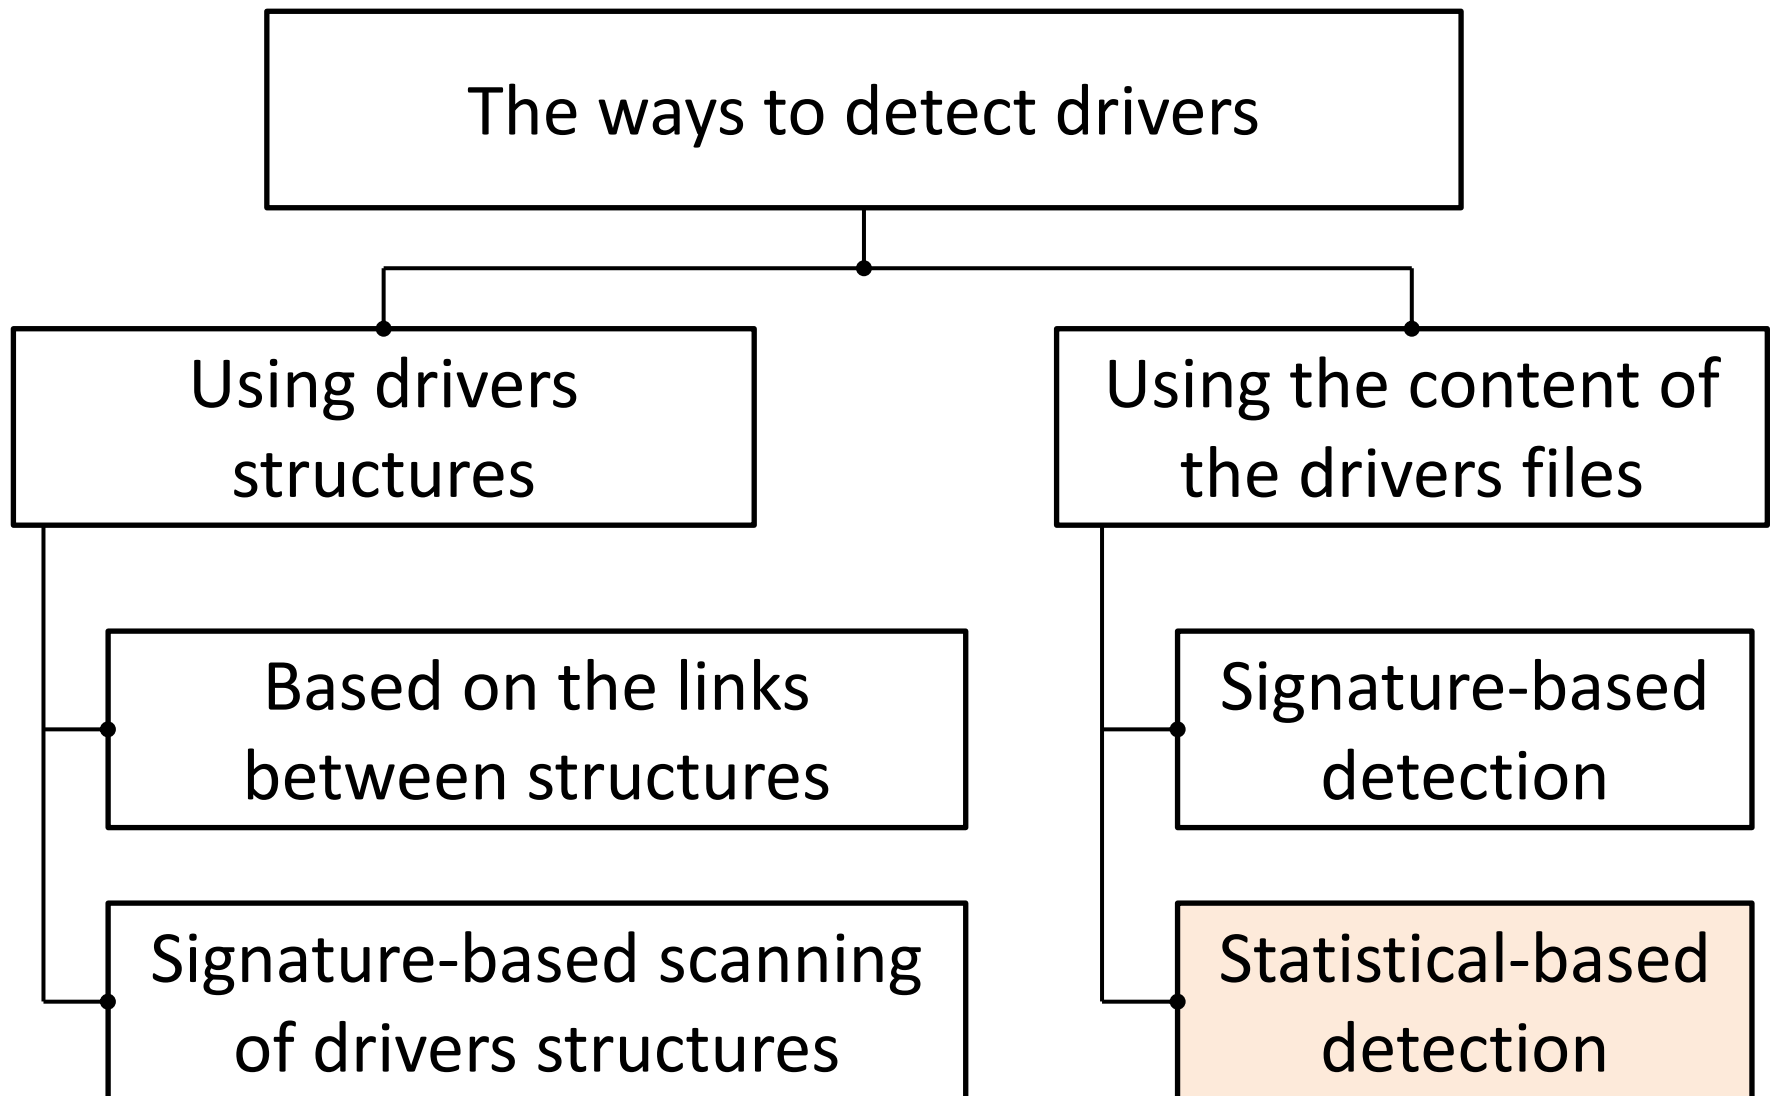 The ways to detect drivers
Using drivers
structures
Using the content of
the drivers files
Based on the links
between structures
Signature-based scanning
of drivers structures
Signature-based
detection
Statistical-based
detection